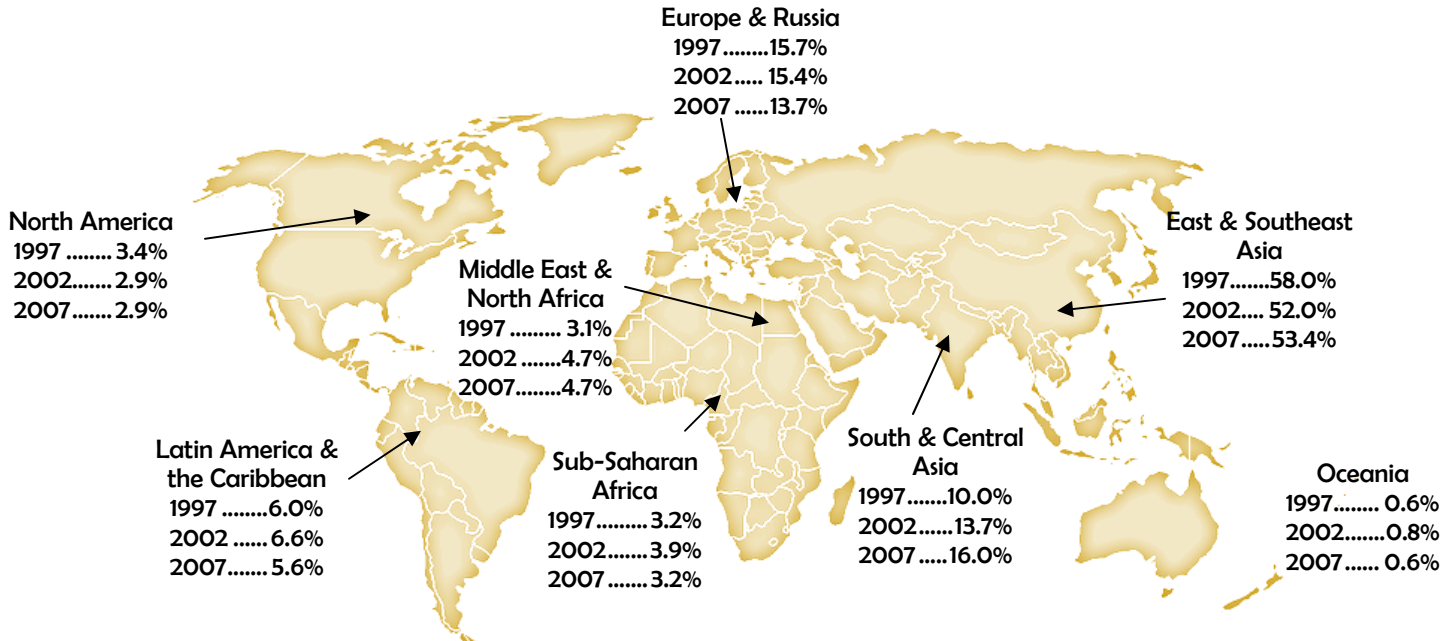 Europe & Russia
1997........15.7%
2002..... 15.4%
2007......13.7%
North America
1997 ........ 3.4%
2002.......2.9%
2007.......2.9%
Middle East &
North Africa
1997 ......... 3.1%
2002 .......4.7%
2007........4.7%
East & Southeast
Asia
1997.......58.0%
2002.... 52.0%
2007.....53.4%
Latin America &
the Caribbean
1997 ........6.0%
2002 ...... 6.6%
2007....... 5.6%
Sub-Saharan
Africa
1997......... 3.2%
2002.......3.9%
2007....... 3.2%
South & Central
Asia
1997.......10.0%
2002......13.7%
2007 .....16.0%
Oceania
1997........ 0.6%
2002.......0.8%
2007...... 0.6%